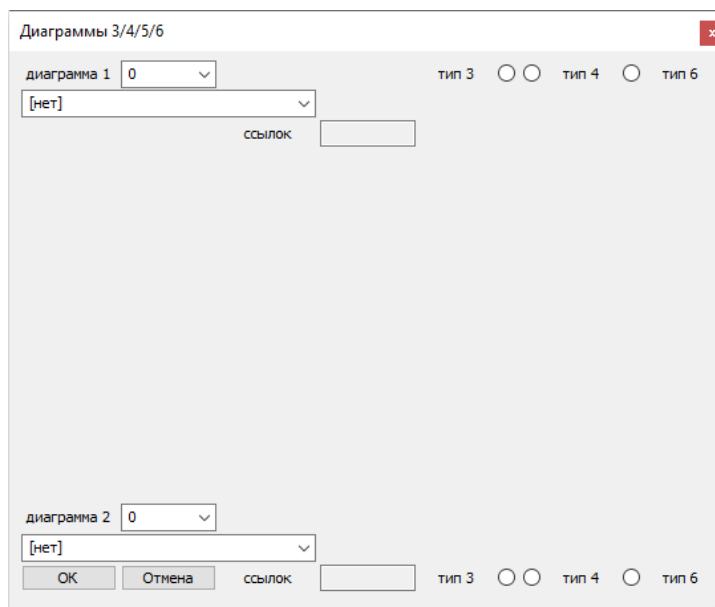 Диаграммы 3/4/5/6 x
диаграмма 1 0 тип 3 тип 4 тип 6
[нет]
ссылок
диаграмма 2 0
[нет]
OK Отмена ссылок тип 3 тип 4 тип 6